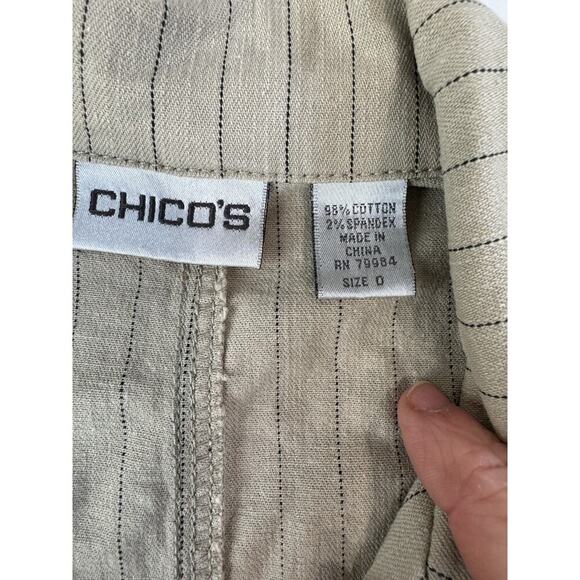 CHICO'S
98% COTTON
2% SPANDEX
MADE IN
CHINA
RN 79984
SIZE 0